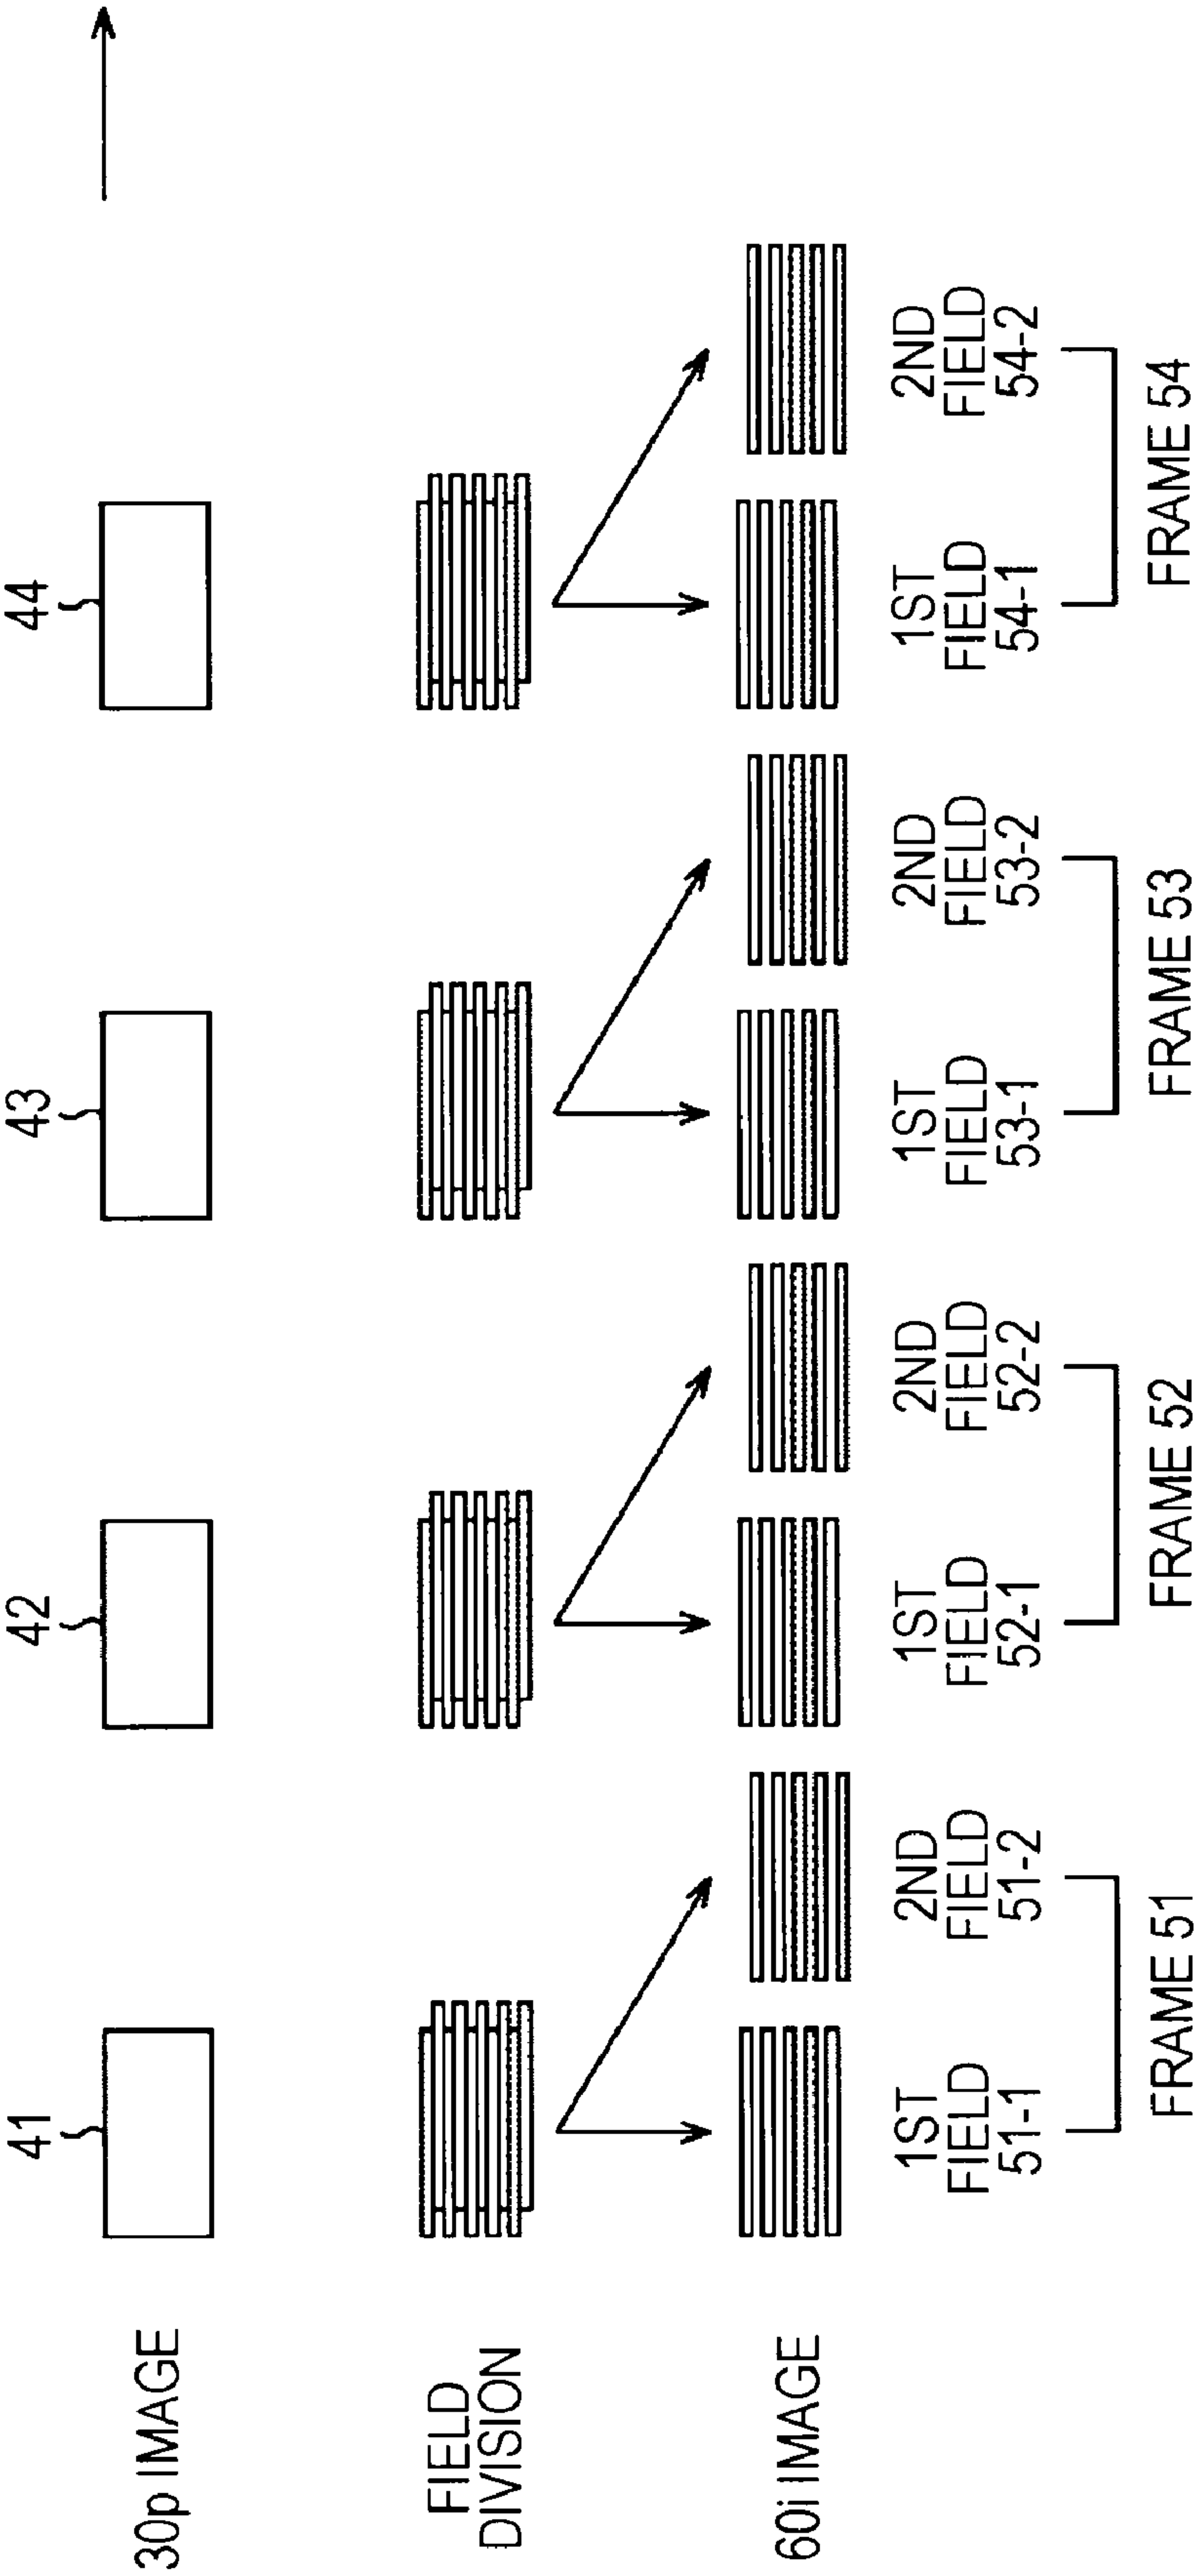 41
42
43
44
30p IMAGE
FIELD
DIVISION
60i IMAGE
1ST
FIELD
51-1
2ND
FIELD
51-2
1ST
FIELD
52-1
2ND
FIELD
52-2
1ST
FIELD
53-1
2ND
FIELD
53-2
1ST
FIELD
54-1
2ND
FIELD
54-2
FRAME 51
FRAME 52
FRAME 53
FRAME 54